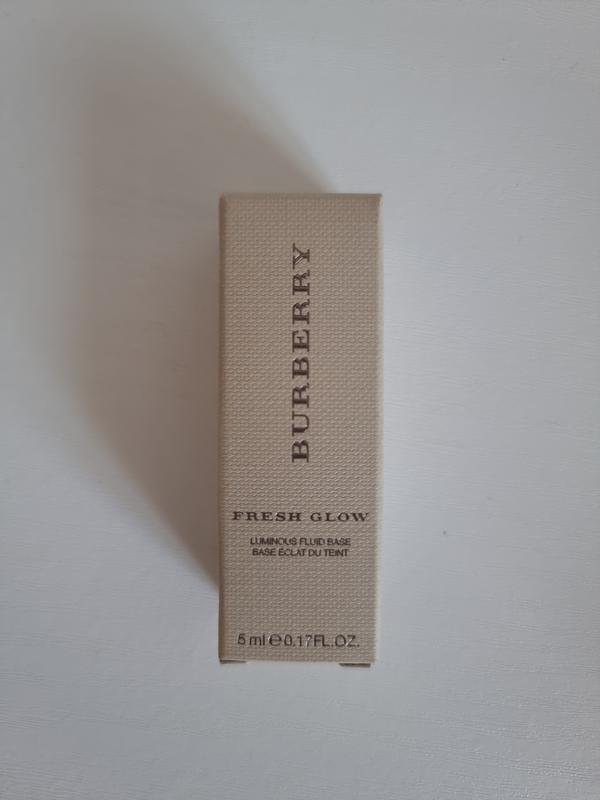 BURBERRY
FRESH GLOW
LUMINOUS FLUID BASE
BASE ÉCLAT DU TEINT
5 ml ℮ 0.17FL.OZ.